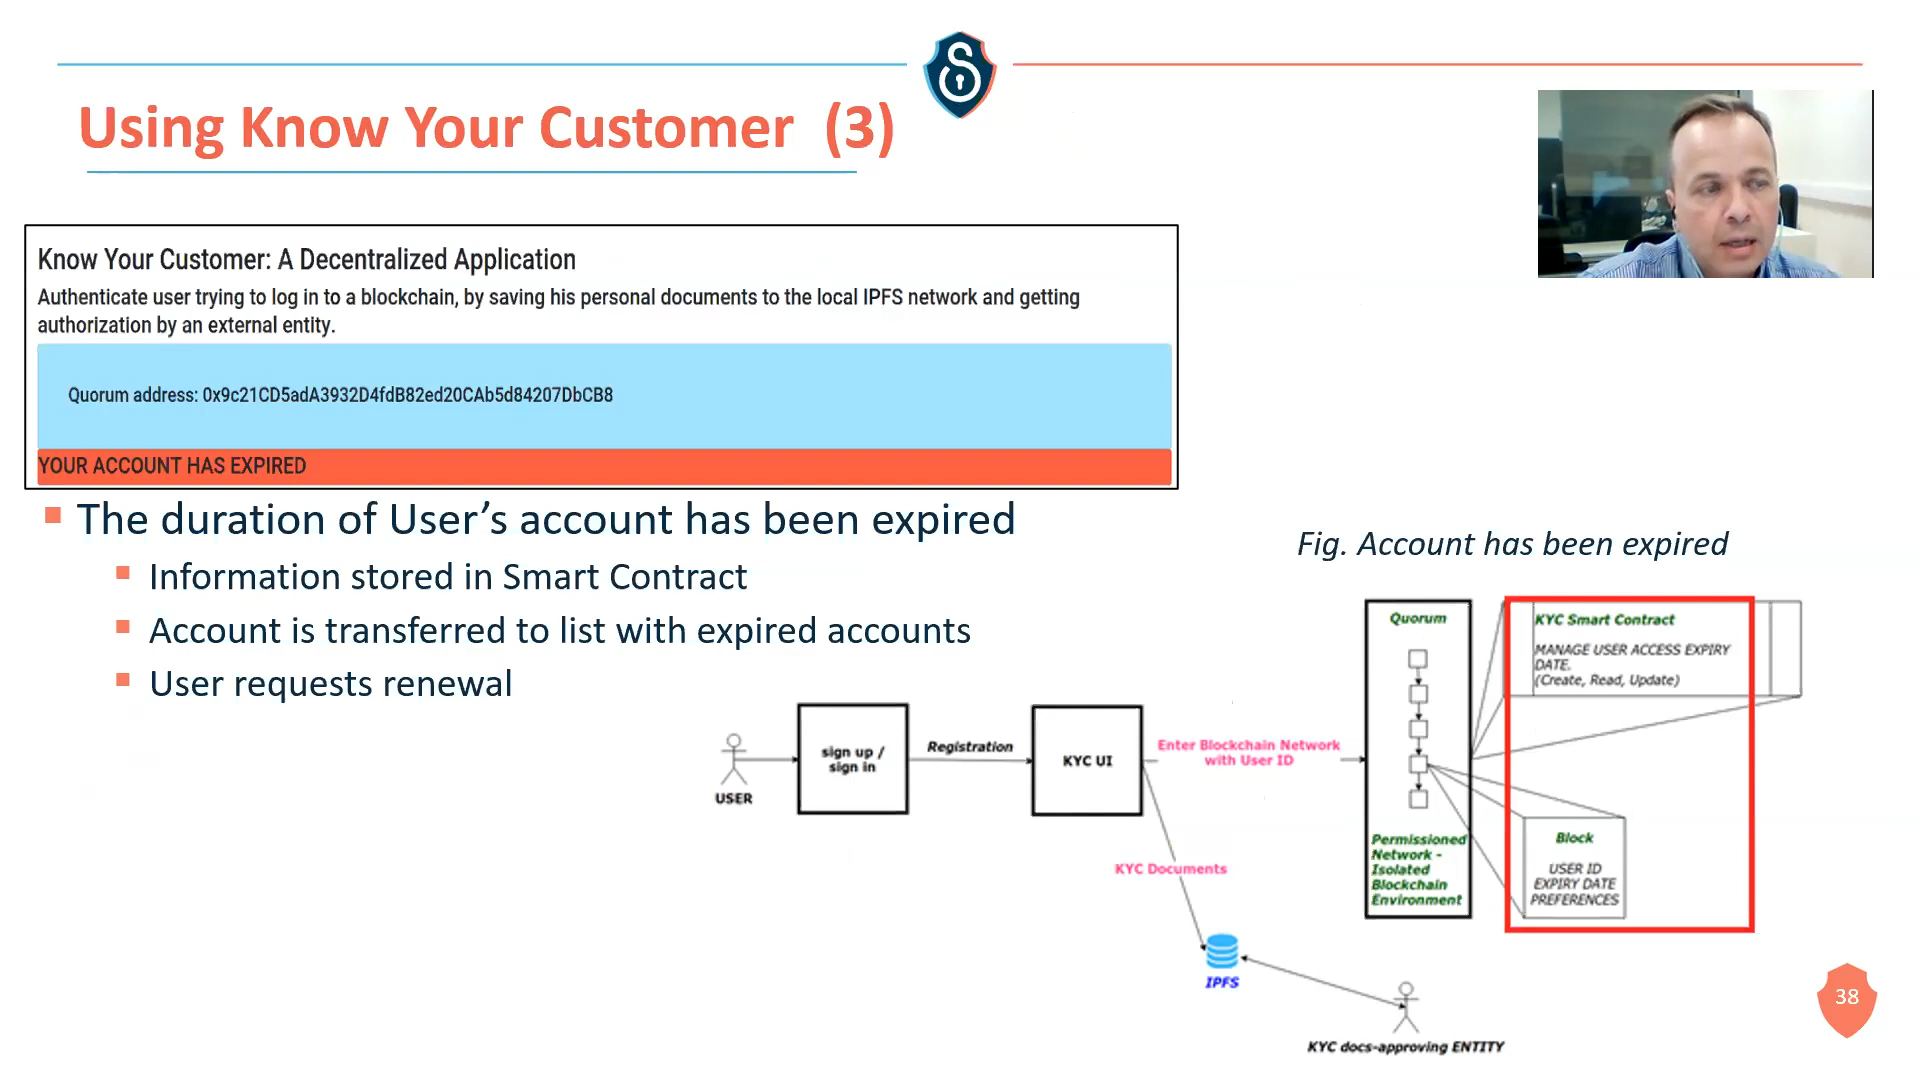 Using Know Your Customer (3)
Know Your Customer: A Decentralized Application
Authenticate user trying to log in to a blockchain, by saving his personal documents to the local IPFS network and getting
authorization by an external entity.
Quorum address: 0x9c21CD5adA3932D4fdB82ed20CAb5d84207DbCB8
YOUR ACCOUNT HAS EXPIRED
The duration of User’s account has been expired
Information stored in Smart Contract
Account is transferred to list with expired accounts
User requests renewal
Fig. Account has been expired
USER
sign up /
sign in
Registration
KYC UI
Enter Blockchain Network
with User ID
KYC Documents
IPFS
KYC docs-approving ENTITY
Quorum
Permissioned
Network -
Isolated
Blockchain
Environment
KYC Smart Contract
MANAGE USER ACCESS EXPIRY
DATE.
(Create, Read, Update)
Block
USER ID
EXPIRY DATE
PREFERENCES
38